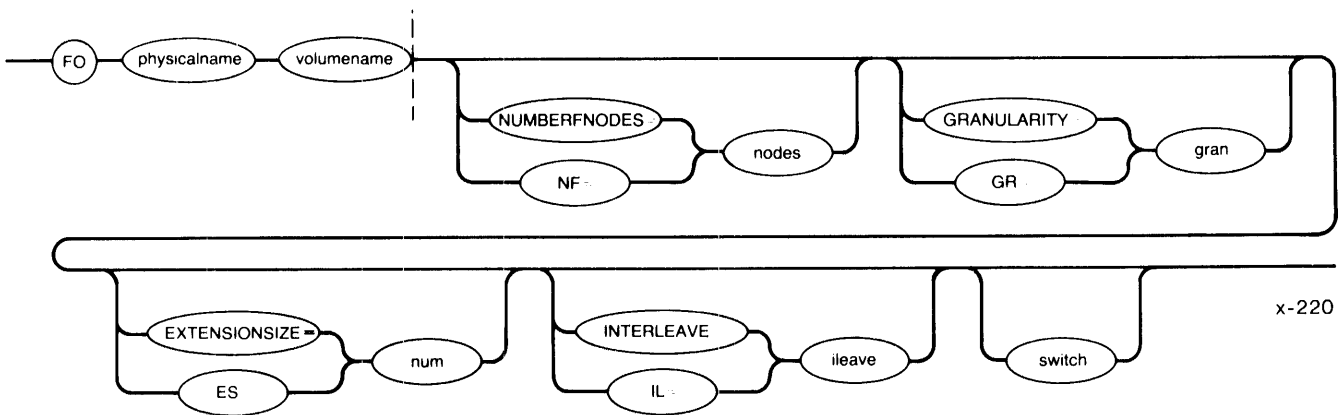 FO physicalname volumename
NUMBERFNODES =
nodes
NF =
GRANULARITY =
gran
GR =
EXTENSIONSIZE =
num
ES
INTERLEAVE
ileave
IL =
switch
x-220